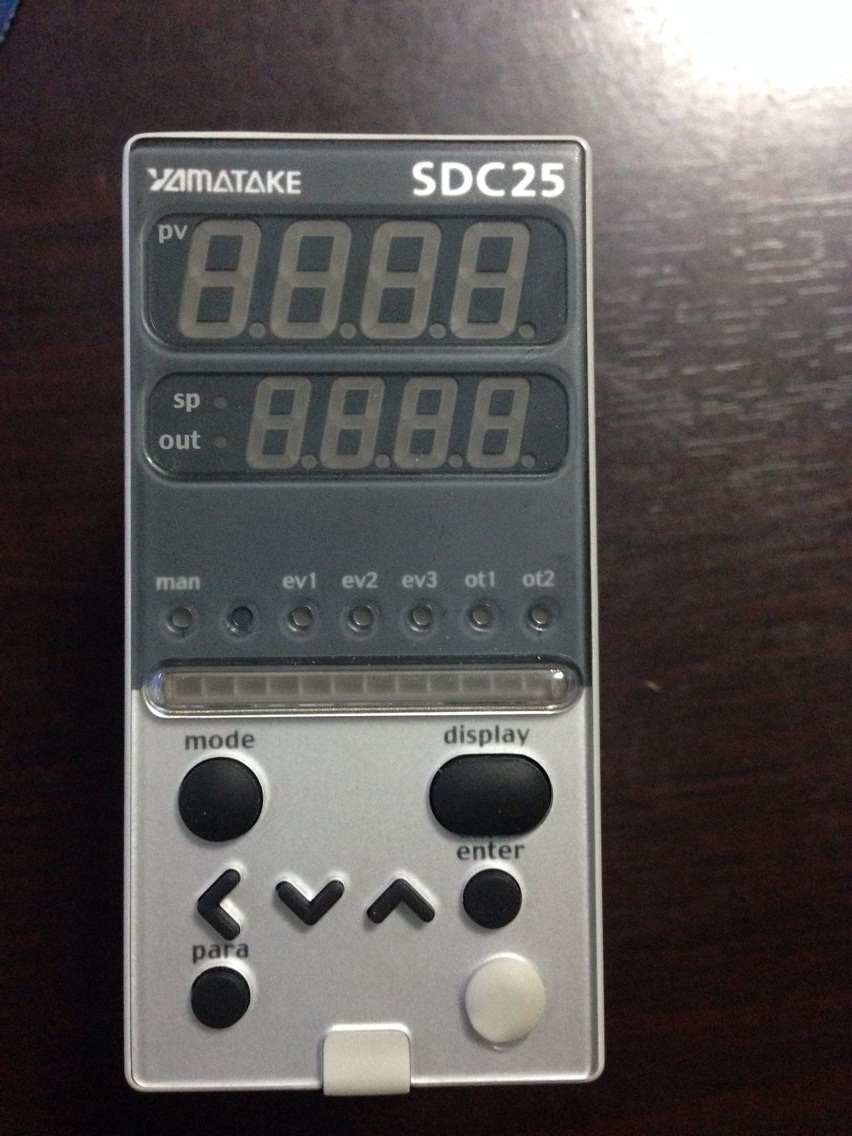 YAMATAKE SDC25
pv 8.8.8.8.
sp 8.8.8.8.
out
man ev1 ev2 ev3 ot1 ot2
mode display
enter
para